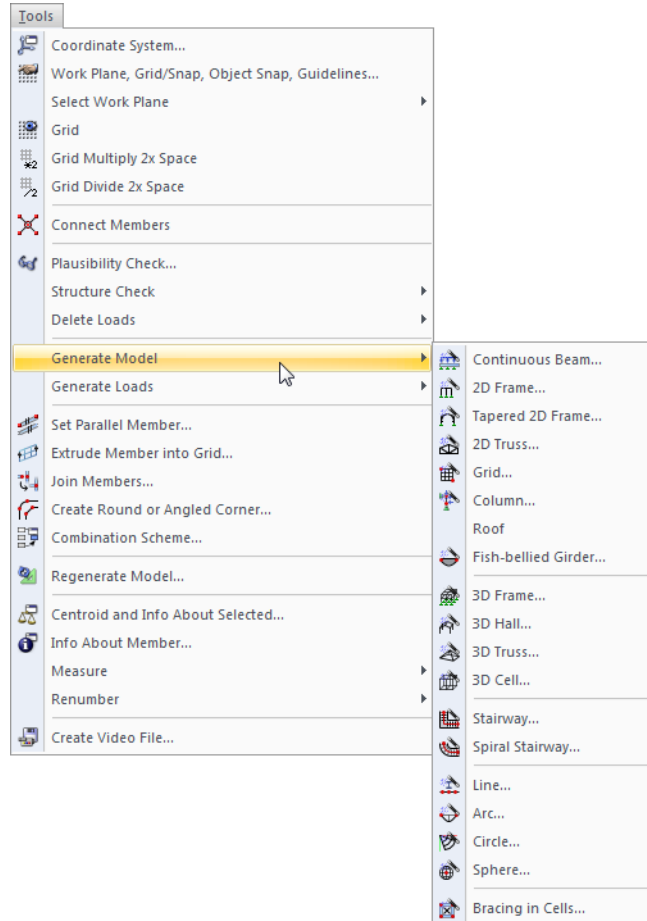 Tools
Coordinate System...
Work Plane, Grid/Snap, Object Snap, Guidelines...
Select Work Plane
Grid
Grid Multiply 2x Space
Grid Divide 2x Space
Connect Members
Plausibility Check...
Structure Check
Delete Loads
Generate Model
Generate Loads
Set Parallel Member...
Extrude Member into Grid...
Join Members...
Create Round or Angled Corner...
Combination Scheme...
Regenerate Model...
Centroid and Info About Selected...
Info About Member...
Measure
Renumber
Create Video File...
Continuous Beam...
2D Frame...
Tapered 2D Frame...
2D Truss...
Grid...
Column...
Roof
Fish-bellied Girder...
3D Frame...
3D Hall...
3D Truss...
3D Cell...
Stairway...
Spiral Stairway...
Line...
Arc...
Circle...
Sphere...
Bracing in Cells...